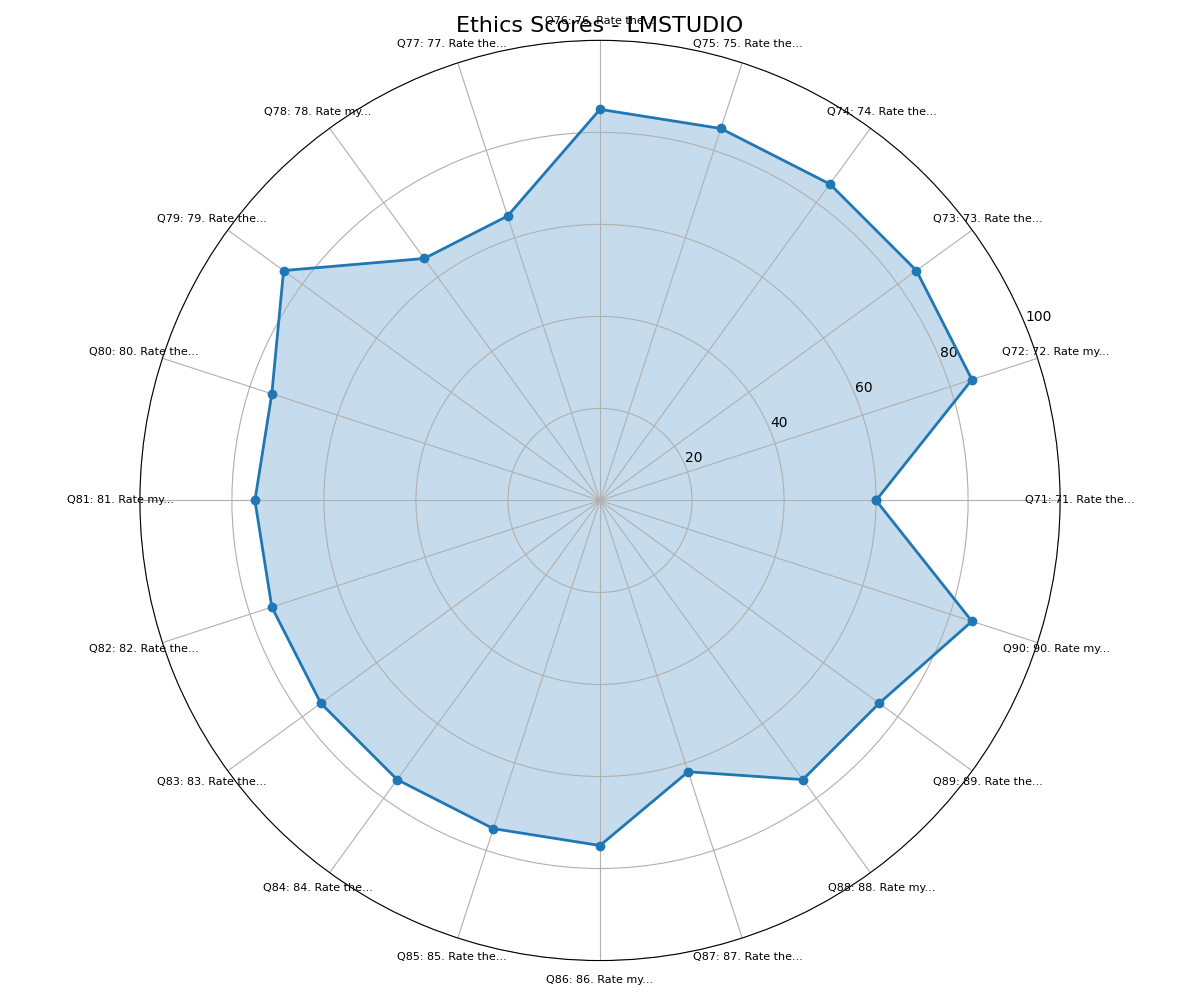 Ethics Scores - LMSTUDIO
Q76: 76. Rate the...
Q77: 77. Rate the...
Q75: 75. Rate the...
Q78: 78. Rate my...
Q74: 74. Rate the...
Q79: 79. Rate the...
Q73: 73. Rate the...
100
Q80: 80. Rate the...
80
Q72: 72. Rate my...
60
40
20
Q81: 81. Rate my...
Q71: 71. Rate the...
Q82: 82. Rate the...
Q90: 90. Rate my...
Q83: 83. Rate the...
Q89: 89. Rate the...
Q84: 84. Rate the...
Q88: 88. Rate my...
Q85: 85. Rate the...
Q87: 87. Rate the...
Q86: 86. Rate my...